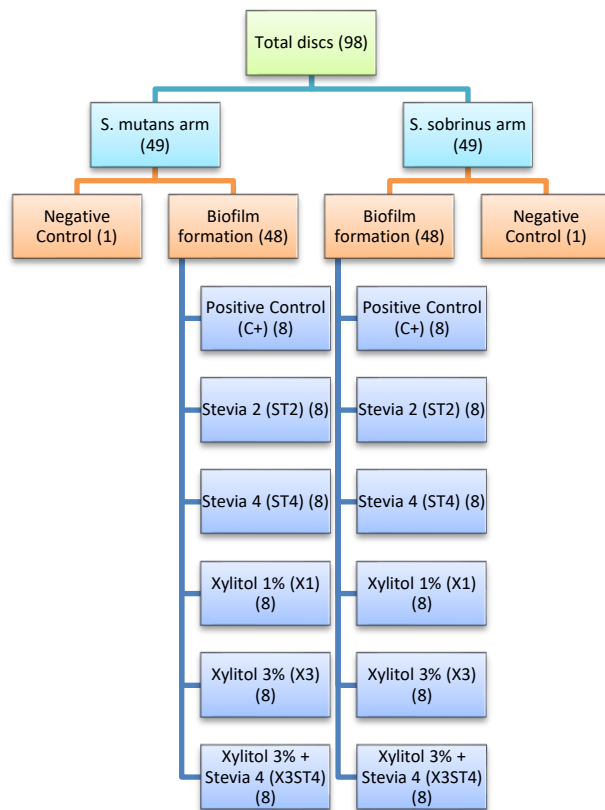 Total discs (98)
S. mutans arm
(49)
S. sobrinus arm
(49)
Negative
Control (1)
Biofilm
formation (48)
Biofilm
formation (48)
Negative
Control (1)
Positive Control
(C+) (8)
Positive Control
(C+) (8)
Stevia 2 (ST2) (8)
Stevia 2 (ST2) (8)
Stevia 4 (ST4) (8)
Stevia 4 (ST4) (8)
Xylitol 1% (X1)
(8)
Xylitol 1% (X1)
(8)
Xylitol 3% (X3)
(8)
Xylitol 3% (X3)
(8)
Xylitol 3% +
Stevia 4 (X3ST4)
(8)
Xylitol 3% +
Stevia 4 (X3ST4)
(8)